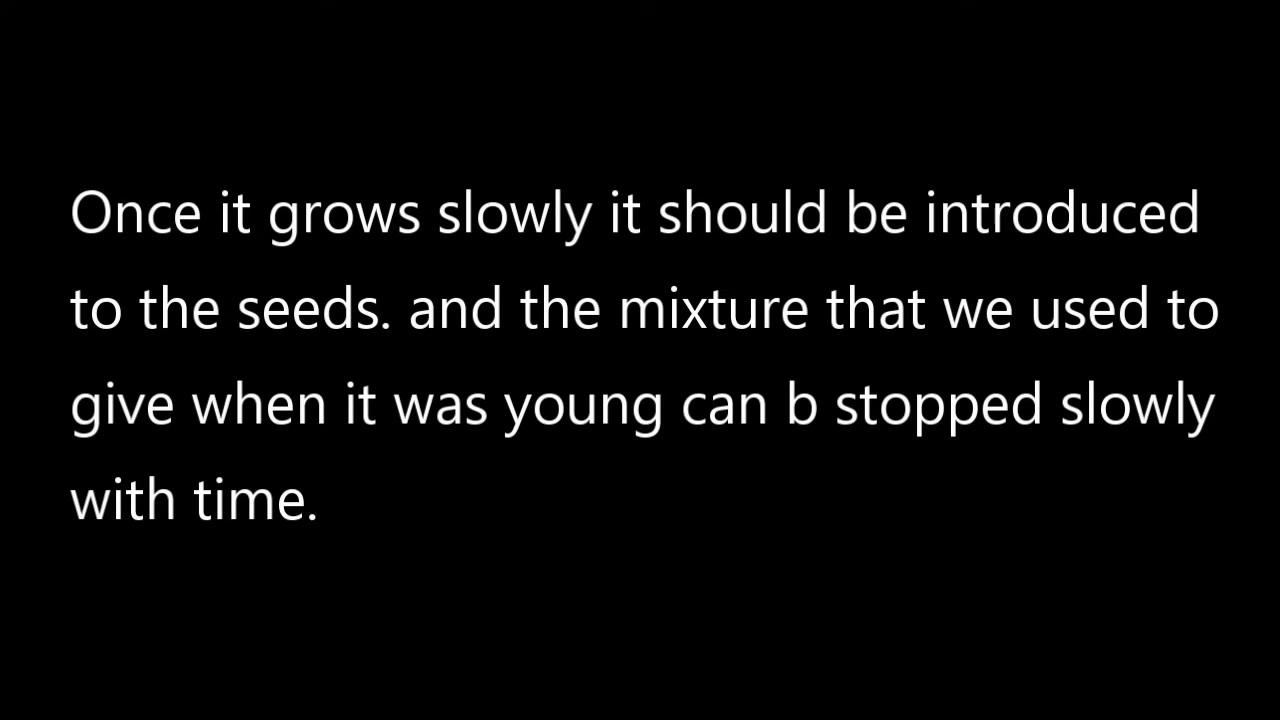 Once it grows slowly it should be introduced
to the seeds. and the mixture that we used to
give when it was young can b stopped slowly
with time.